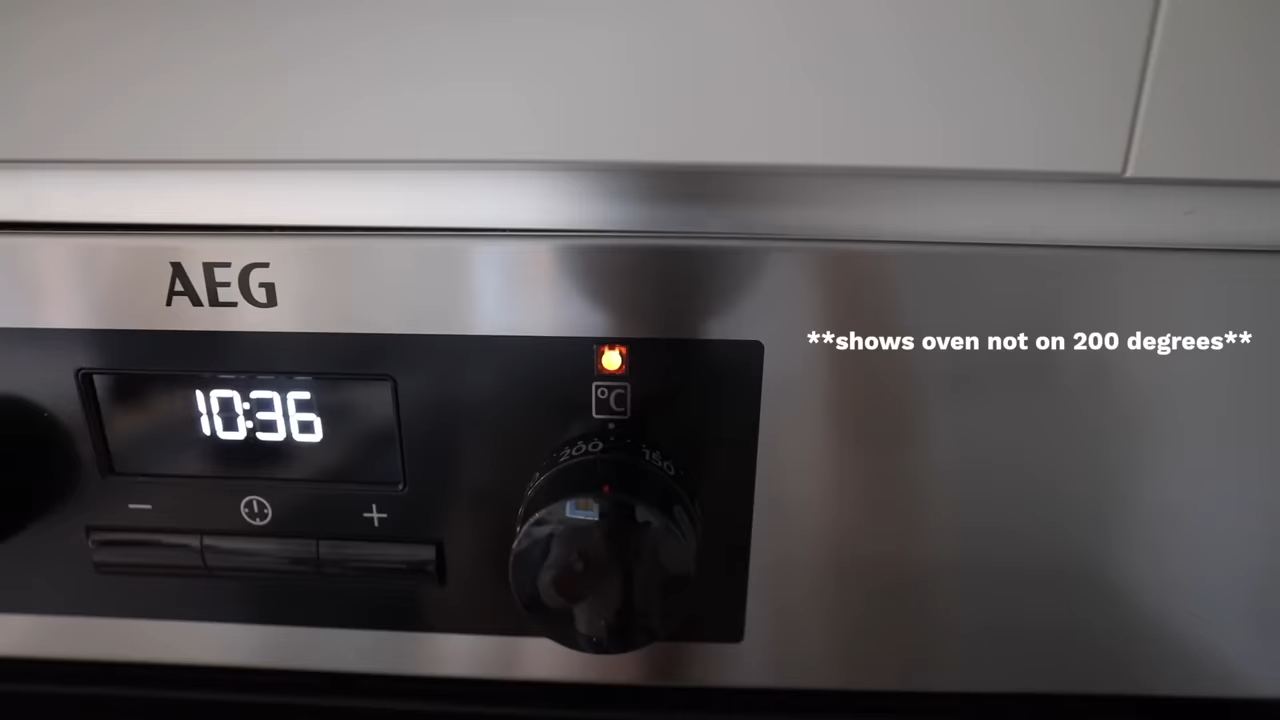 AEG
**shows oven not on 200 degrees**
10:36
°C
200 150
− +